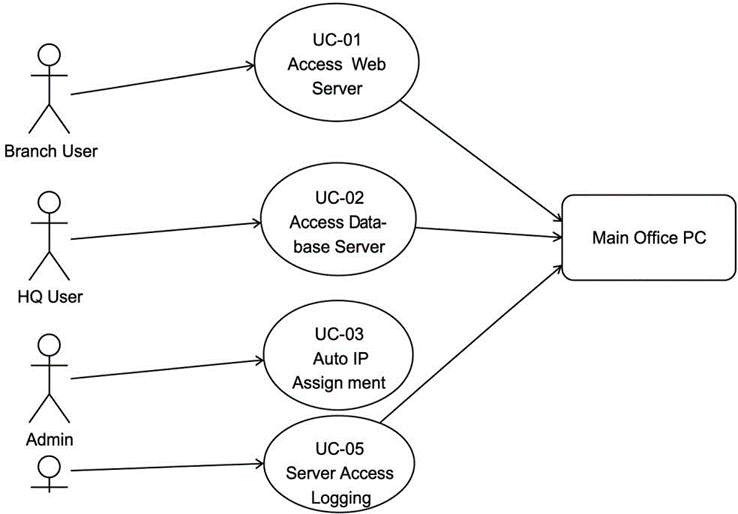 UC-01
Access Web
Server
Branch User
UC-02
Access Data-
base Server
Main Office PC
HQ User
UC-03
Auto IP
Assign ment
Admin
UC-05
Server Access
Logging